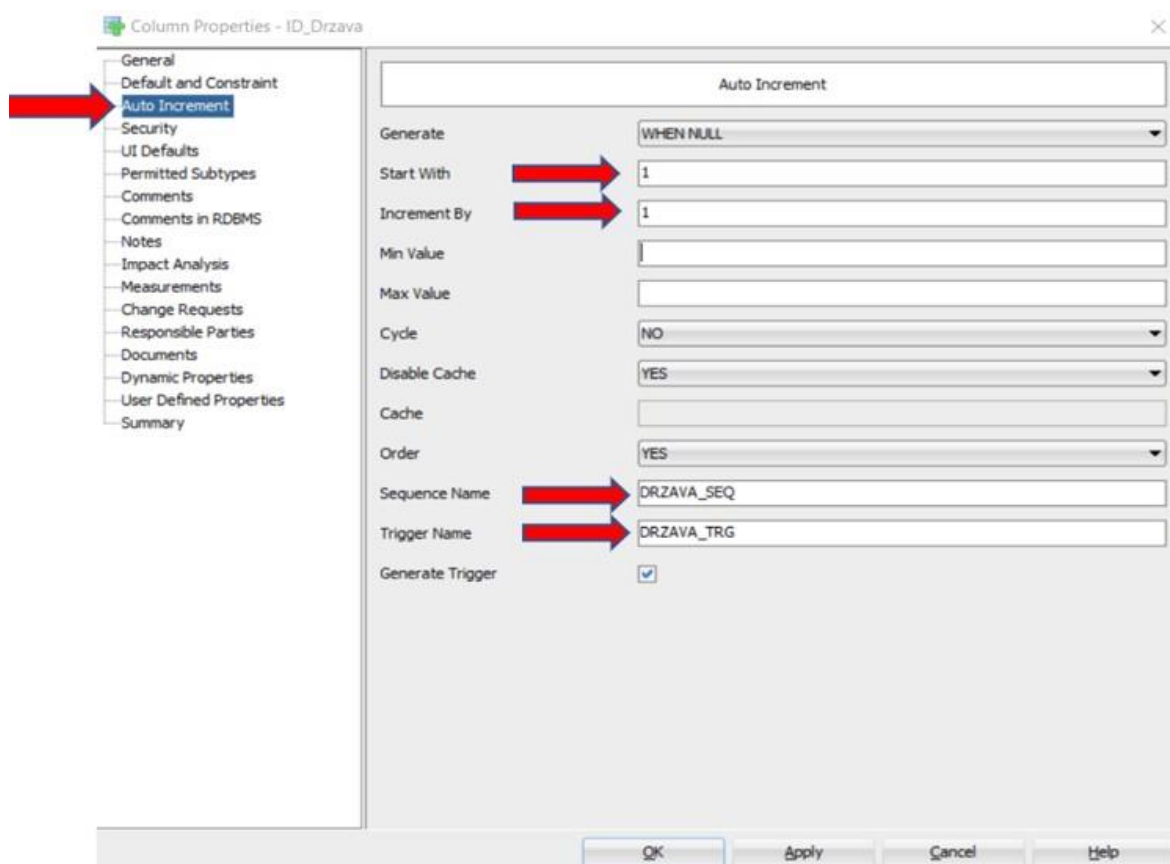 Column Properties - ID_Drzava
General
Default and Constraint
Auto Increment
Security
UI Defaults
Permitted Subtypes
Comments
Comments in RDBMS
Notes
Impact Analysis
Measurements
Change Requests
Responsible Parties
Documents
Dynamic Properties
User Defined Properties
Summary
Auto Increment
Generate WHEN NULL
Start With 1
Increment By 1
Min Value
Max Value
Cycle NO
Disable Cache YES
Cache
Order YES
Sequence Name DRZAVA_SEQ
Trigger Name DRZAVA_TRG
Generate Trigger
OK Apply Cancel Help